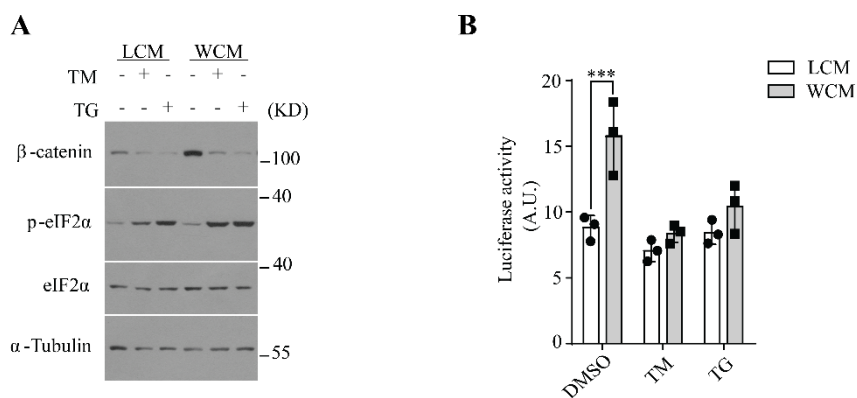 A
LCM WCM
TM - + - - + -
TG - - + - - + (KD)
β-catenin
100
40
p-eIF2α
40
eIF2α
α-Tubulin
55
B
LCM
WCM
***
20
15
10
5
0
Luciferase activity
(A.U.)
DMSO TM TG